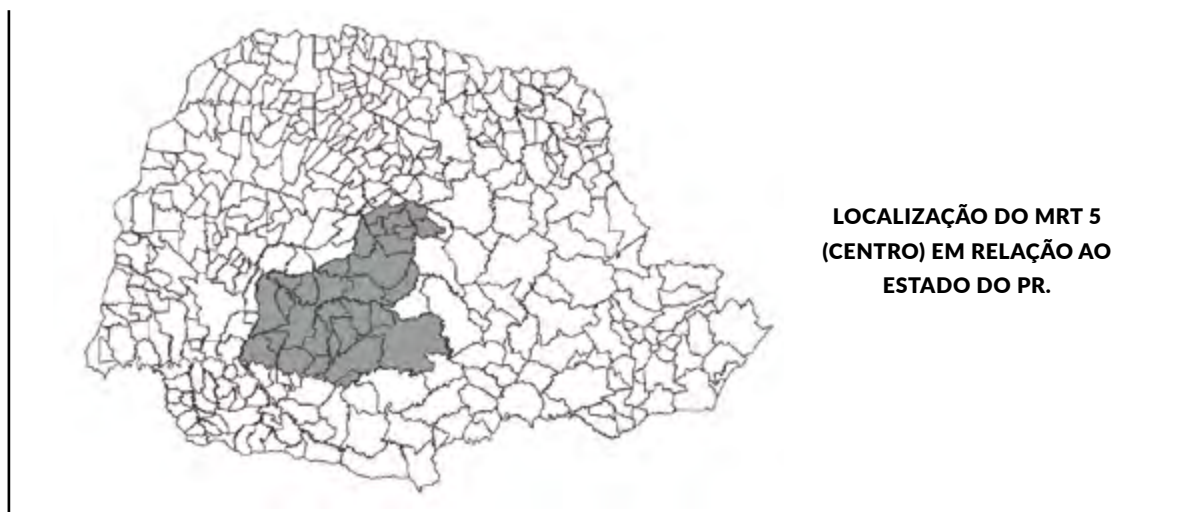 LOCALIZAÇÃO DO MRT 5
(CENTRO) EM RELAÇÃO AO
ESTADO DO PR.